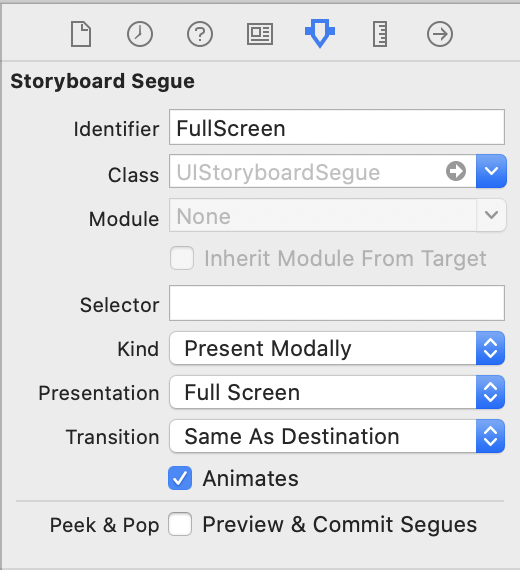 Storyboard Segue
Identifier FullScreen
Class UIStoryboardSegue
Module None
Inherit Module From Target
Selector
Kind Present Modally
Presentation Full Screen
Transition Same As Destination
Animates
Peek & Pop Preview & Commit Segues